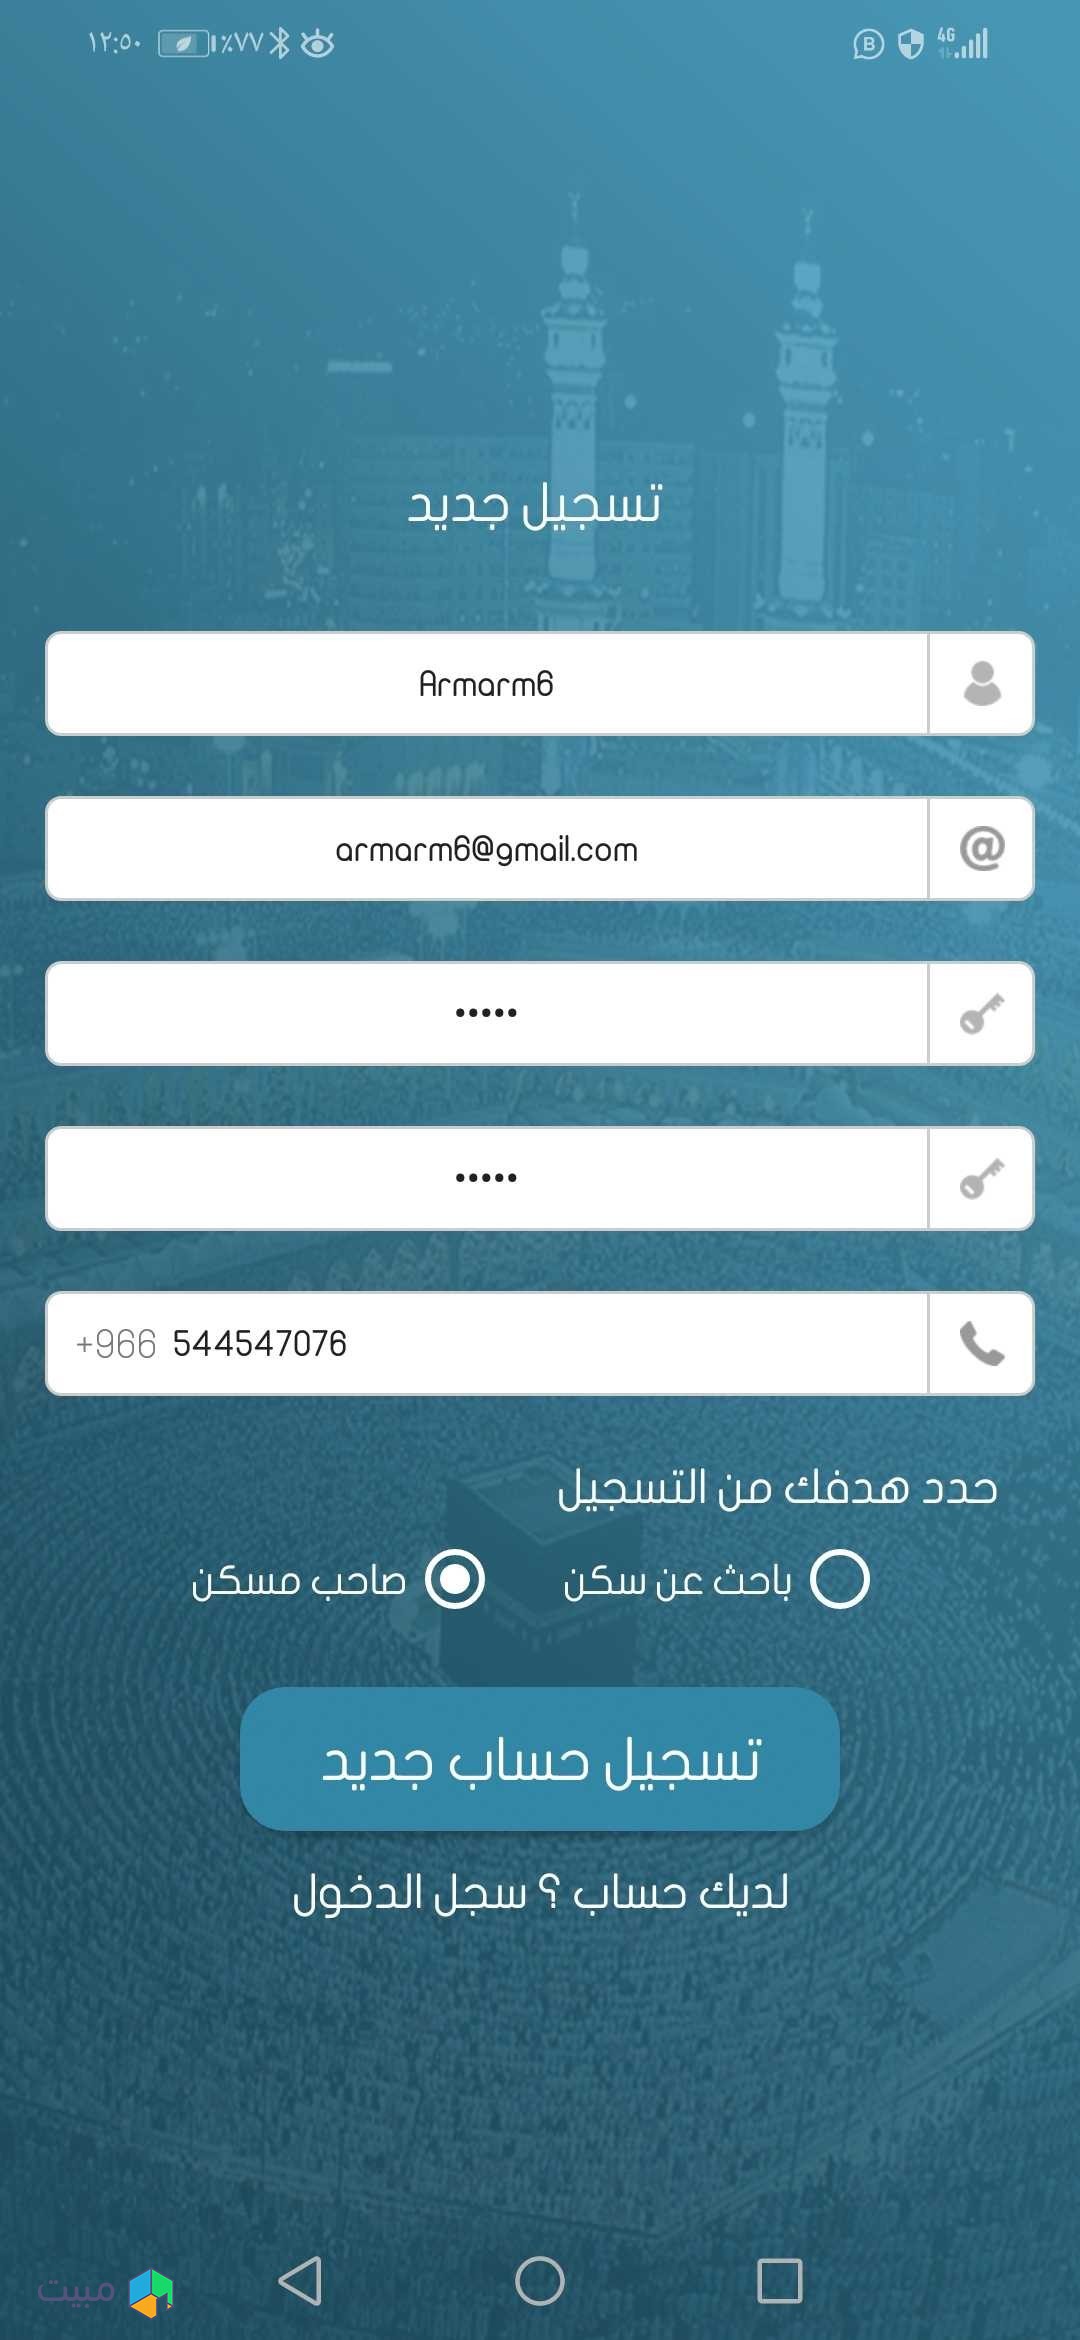 ١٢:٥٠ ٪٧٧ 4G
تسجيل جديد
Armarm6
armarm6@gmail.com
•••••
•••••
+966 544547076
حدد هدفك من التسجيل
باحث عن سكن صاحب مسكن
تسجيل حساب جديد
لديك حساب ؟ سجل الدخول
مبيت